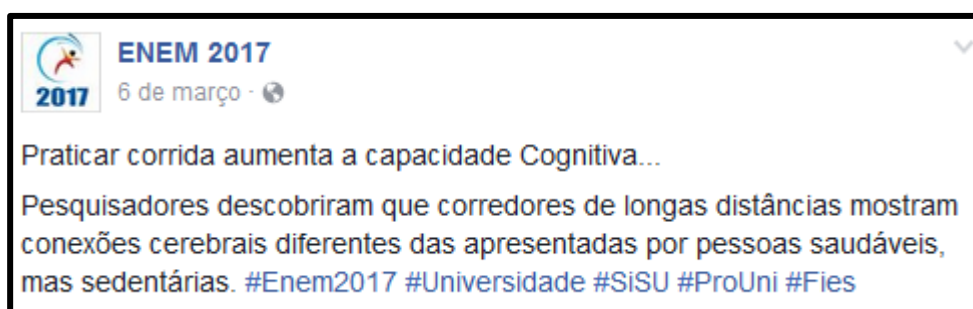 ENEM 2017
2017
6 de março ·
Praticar corrida aumenta a capacidade Cognitiva...
Pesquisadores descobriram que corredores de longas distâncias mostram
conexões cerebrais diferentes das apresentadas por pessoas saudáveis,
mas sedentárias. #Enem2017 #Universidade #SiSU #ProUni #Fies